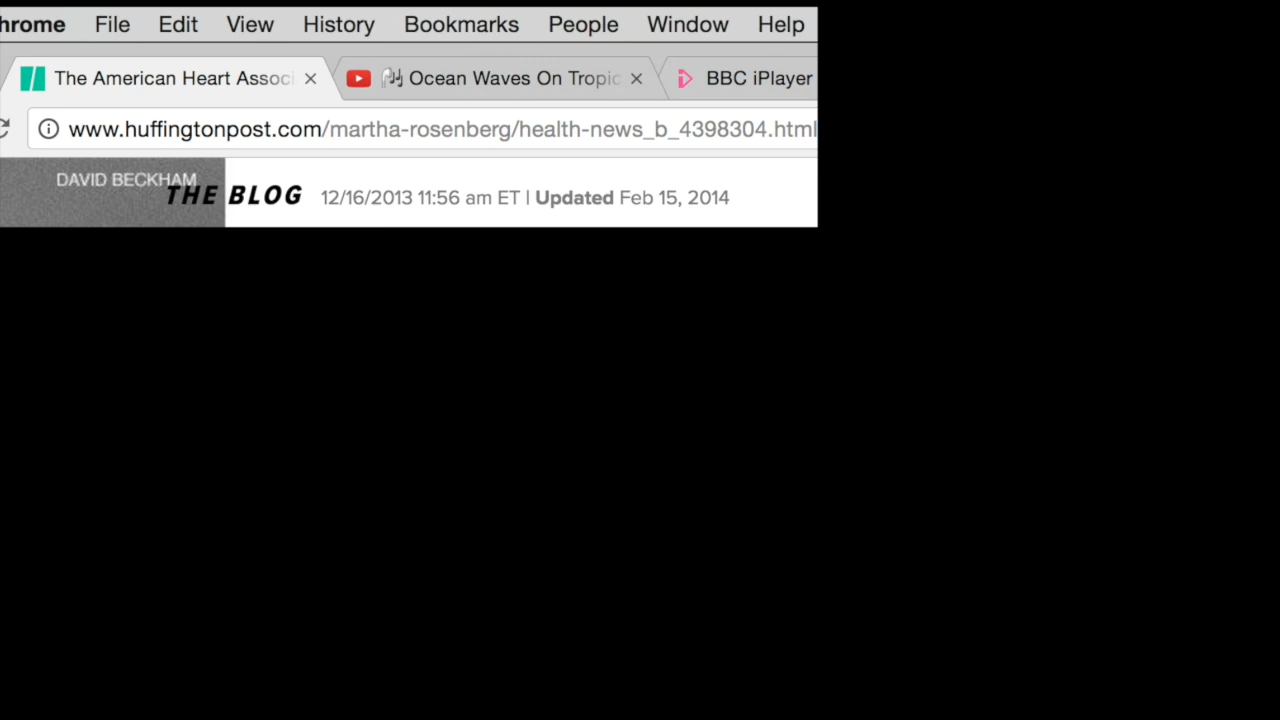 hrome File Edit View History Bookmarks People Window Help
The American Heart Associ Ocean Waves On Tropic BBC iPlayer
www.huffingtonpost.com/martha-rosenberg/health-news_b_4398304.html
DAVID BECKHAM
THE BLOG 12/16/2013 11:56 am ET | Updated Feb 15, 2014